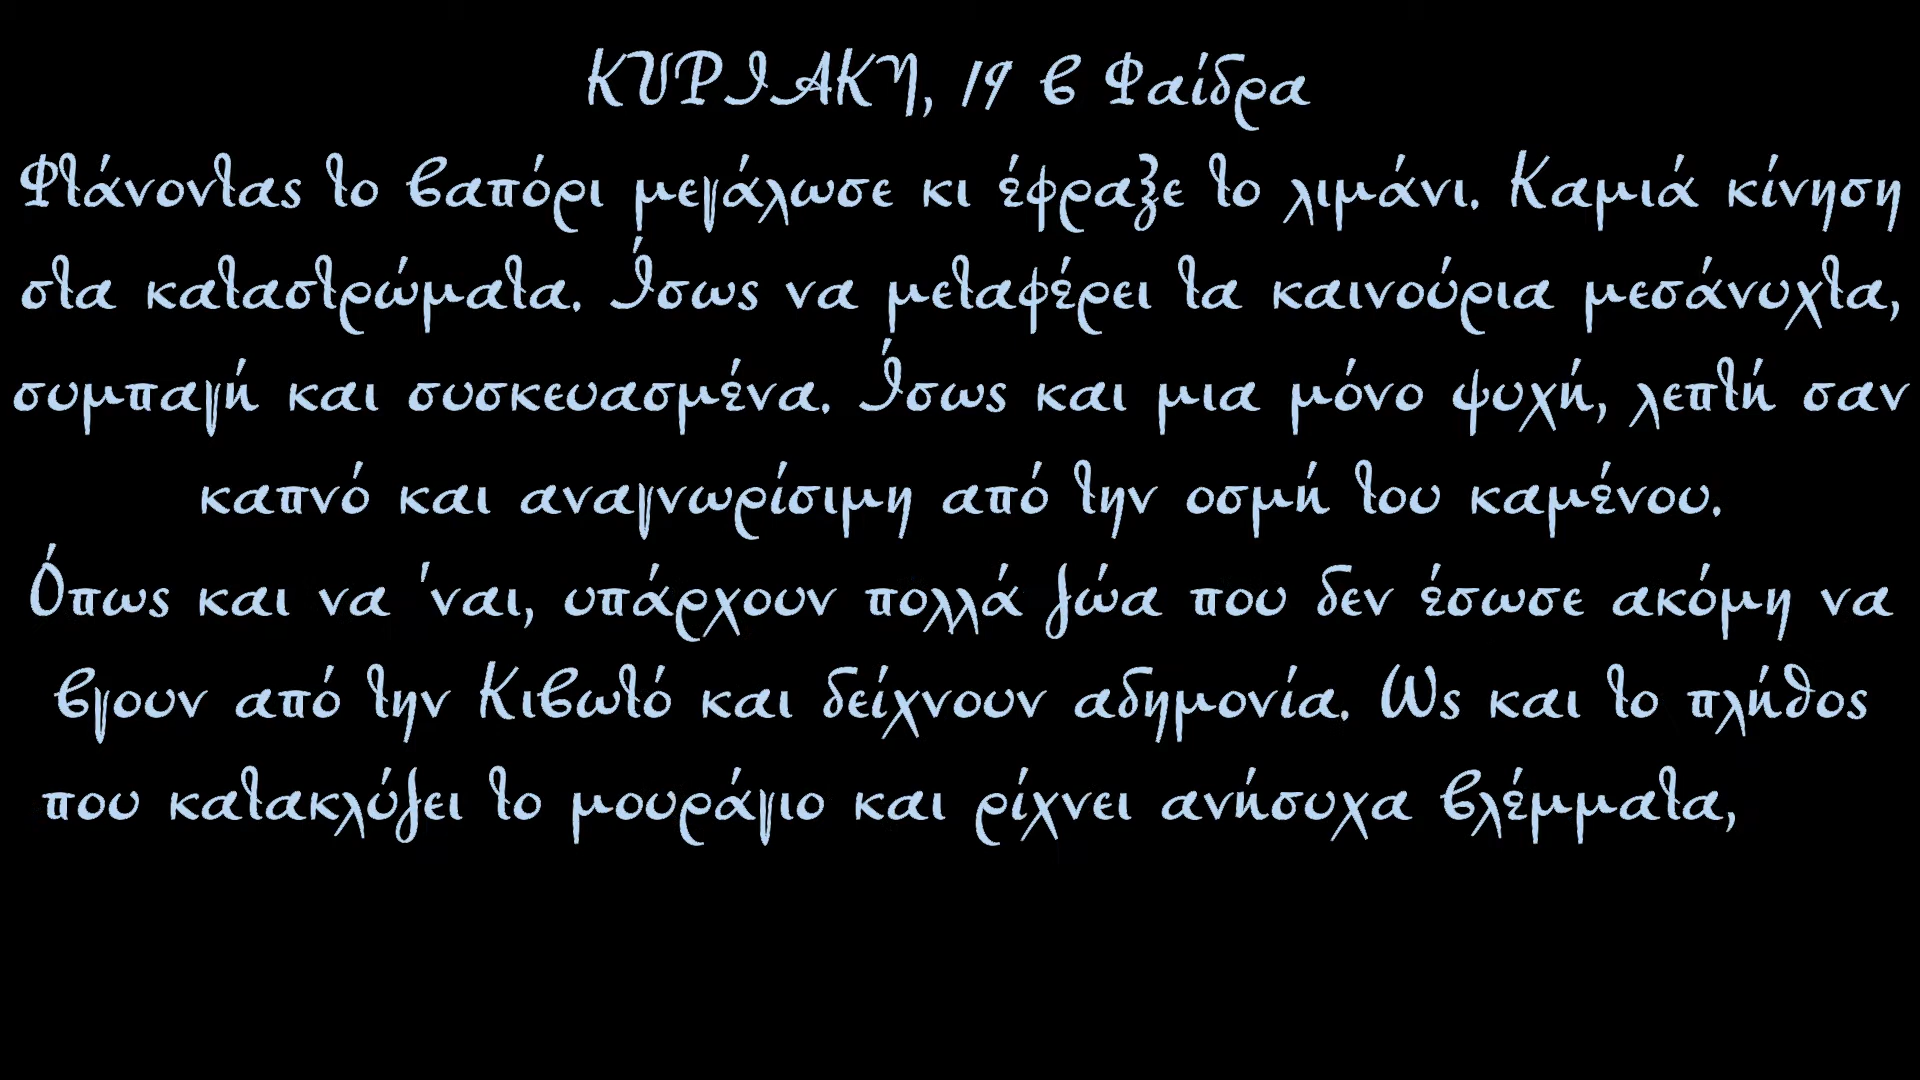 ΚΥΡΙΑΚΗ, 19 β Φαίδρα
Φτάνοντας το βαπόρι μεγάλωσε κι έφραξε το λιμάνι. Καμιά κίνηση
στα καταστρώματα. Ίσως να μεταφέρει τα καινούρια μεσάνυχτα,
συμπαγή και συσκευασμένα. Ίσως και μια μόνο ψυχή, λεπτή σαν
καπνό και αναγνωρίσιμη από την οσμή του καμένου.
Όπως και να 'ναι, υπάρχουν πολλά ζώα που δεν έσωσε ακόμη να
βγουν από την Κιβωτό και δείχνουν αδημονία. Ως και το πλήθος
που κατακλύζει το μουράγιο και ρίχνει ανήσυχα βλέμματα,